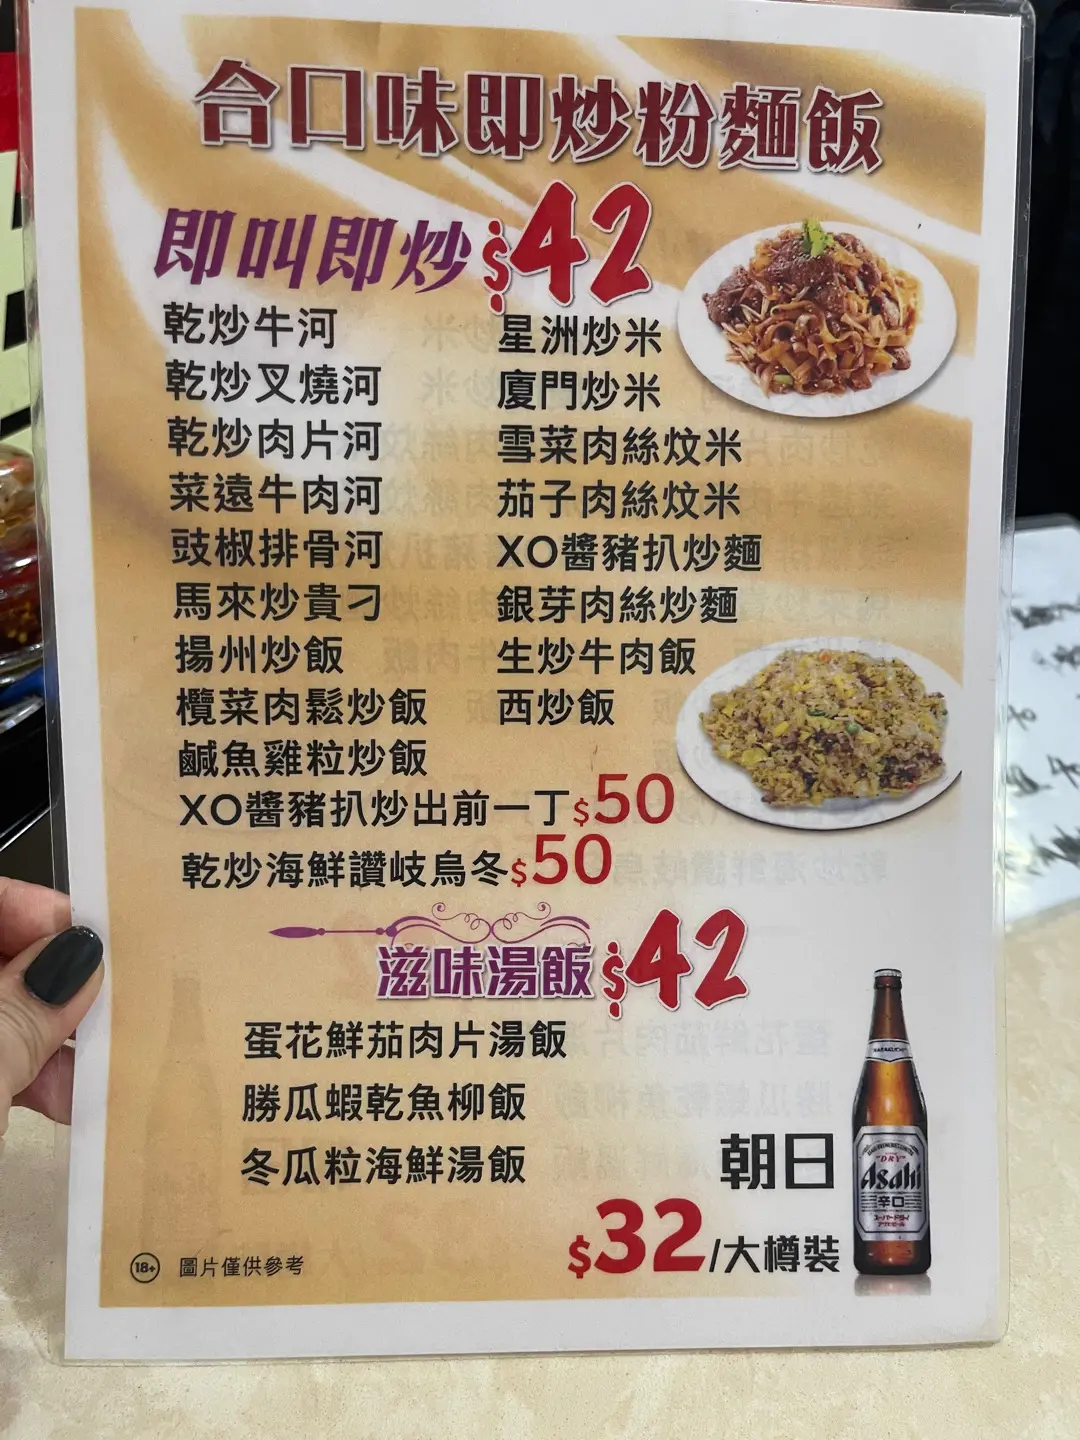 合口味即炒粉麵飯
即叫即炒 $42
乾炒牛河
乾炒叉燒河
乾炒肉片河
菜遠牛肉河
豉椒排骨河
馬來炒貴刁
揚州炒飯
欖菜肉鬆炒飯
鹹魚雞粒炒飯
星洲炒米
廈門炒米
雪菜肉絲炆米
茄子肉絲炆米
XO醬豬扒炒麵
銀芽肉絲炒麵
生炒牛肉飯
西炒飯
XO醬豬扒炒出前一丁$50
乾炒海鮮讚岐烏冬$50
滋味湯飯 $42
蛋花鮮茄肉片湯飯
勝瓜蝦乾魚柳飯
冬瓜粒海鮮湯飯
朝日
$32/大樽裝
DRY
Asahi
辛口
18+ 圖片僅供參考